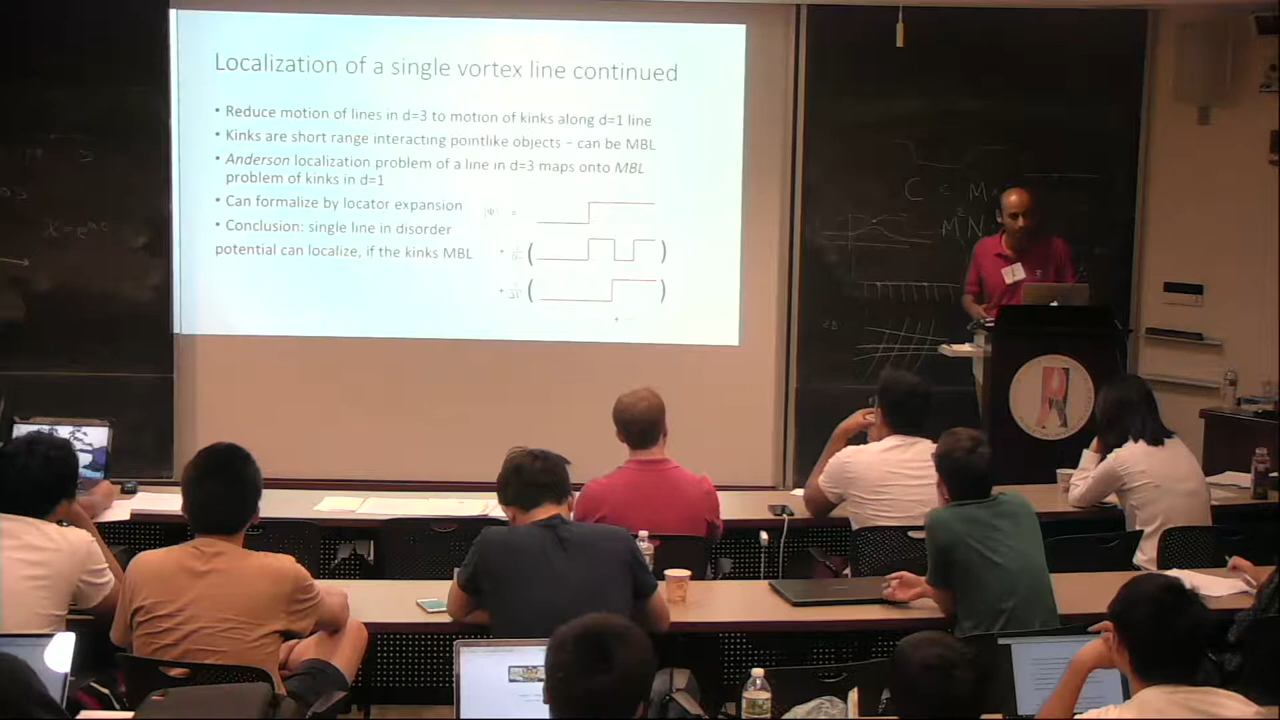 Localization of a single vortex line continued
• Reduce motion of lines in d=3 to motion of kinks along d=1 line
• Kinks are short range interacting pointlike objects – can be MBL
• Anderson localization problem of a line in d=3 maps onto MBL
problem of kinks in d=1
• Can formalize by locator expansion
• Conclusion: single line in disorder
potential can localize, if the kinks MBL